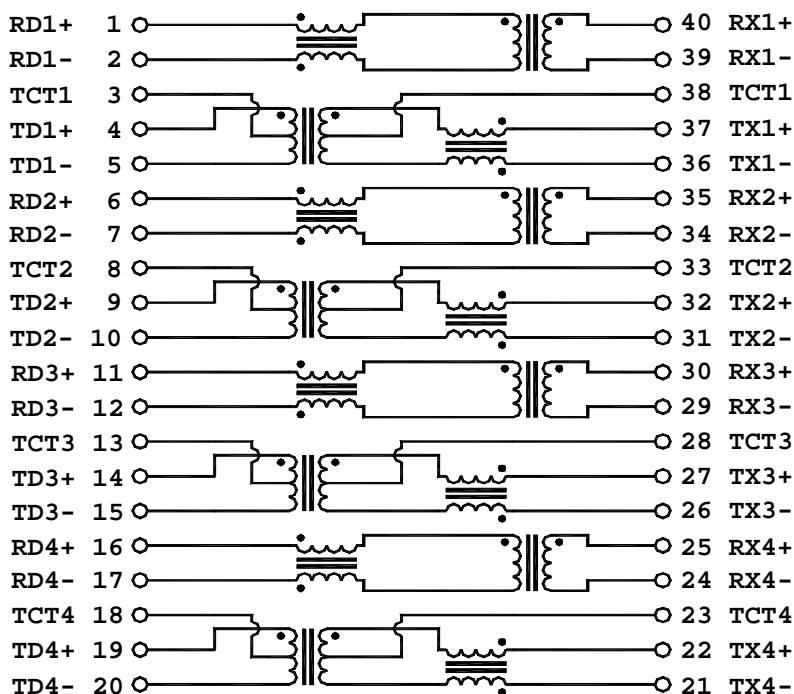 RD1+ 1 40 RX1+
RD1- 2 39 RX1-
TCT1 3 38 TCT1
TD1+ 4 37 TX1+
TD1- 5 36 TX1-
RD2+ 6 35 RX2+
RD2- 7 34 RX2-
TCT2 8 33 TCT2
TD2+ 9 32 TX2+
TD2- 10 31 TX2-
RD3+ 11 30 RX3+
RD3- 12 29 RX3-
TCT3 13 28 TCT3
TD3+ 14 27 TX3+
TD3- 15 26 TX3-
RD4+ 16 25 RX4+
RD4- 17 24 RX4-
TCT4 18 23 TCT4
TD4+ 19 22 TX4+
TD4- 20 21 TX4-